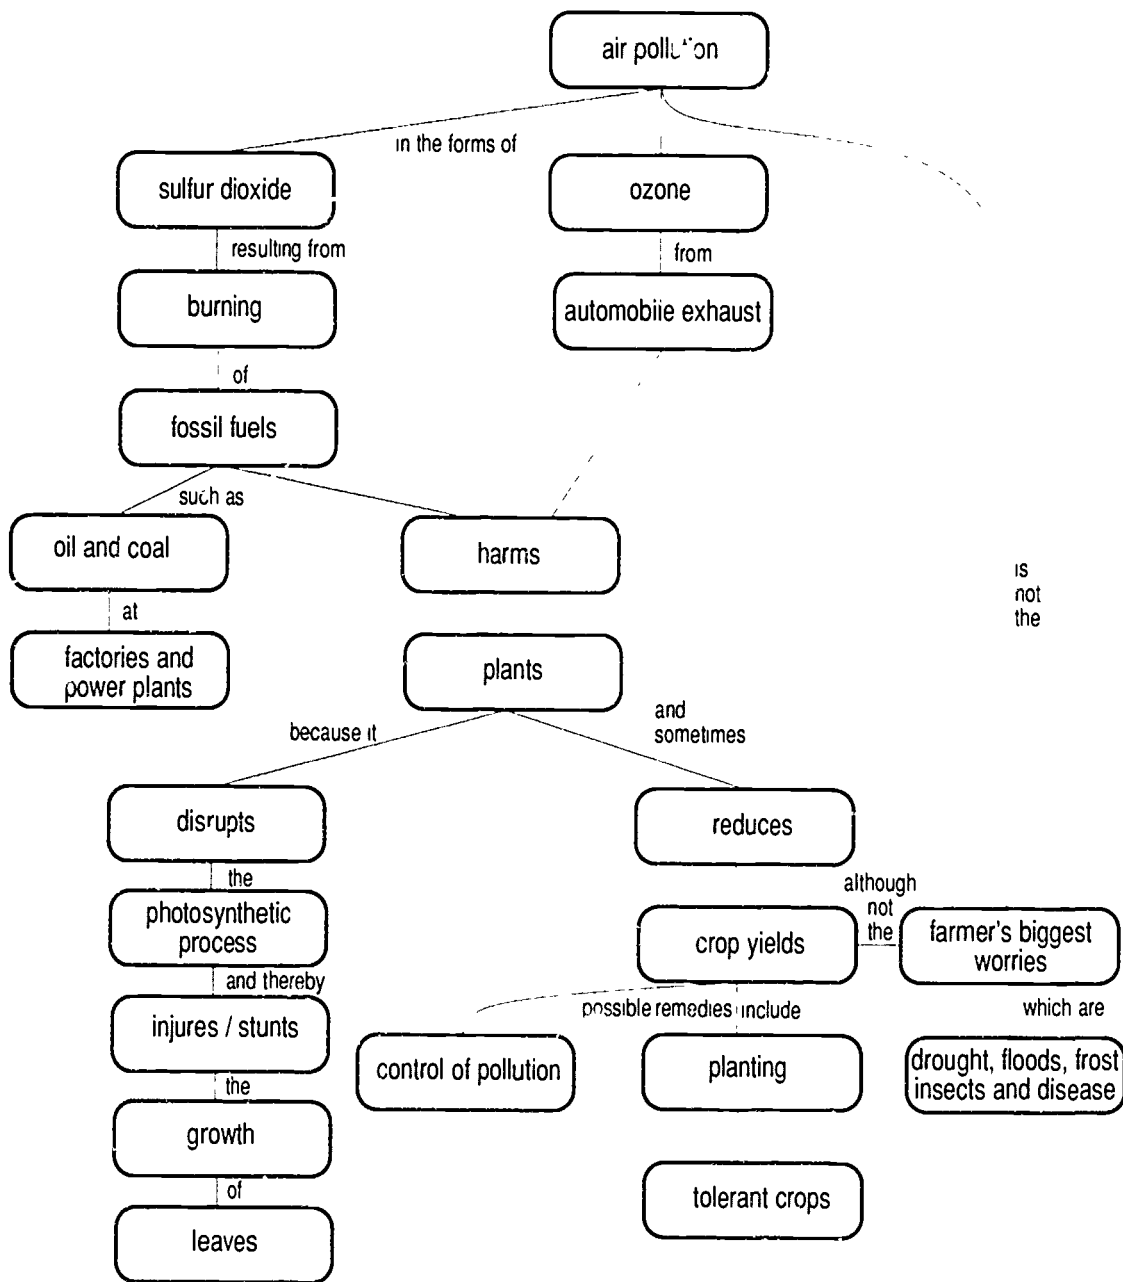 air pollution
in the forms of
sulfur dioxide
ozone
resulting from
from
burning
automobile exhaust
of
fossil fuels
such as
oil and coal
harms
is
not
the
at
factories and
power plants
plants
because it
and
sometimes
disrupts
reduces
the
although
not
the
photosynthetic
process
crop yields
farmer's biggest
worries
and thereby
possible remedies include
which are
injures / stunts
control of pollution
planting
drought, floods, frost
insects and disease
the
growth
of
tolerant crops
leaves